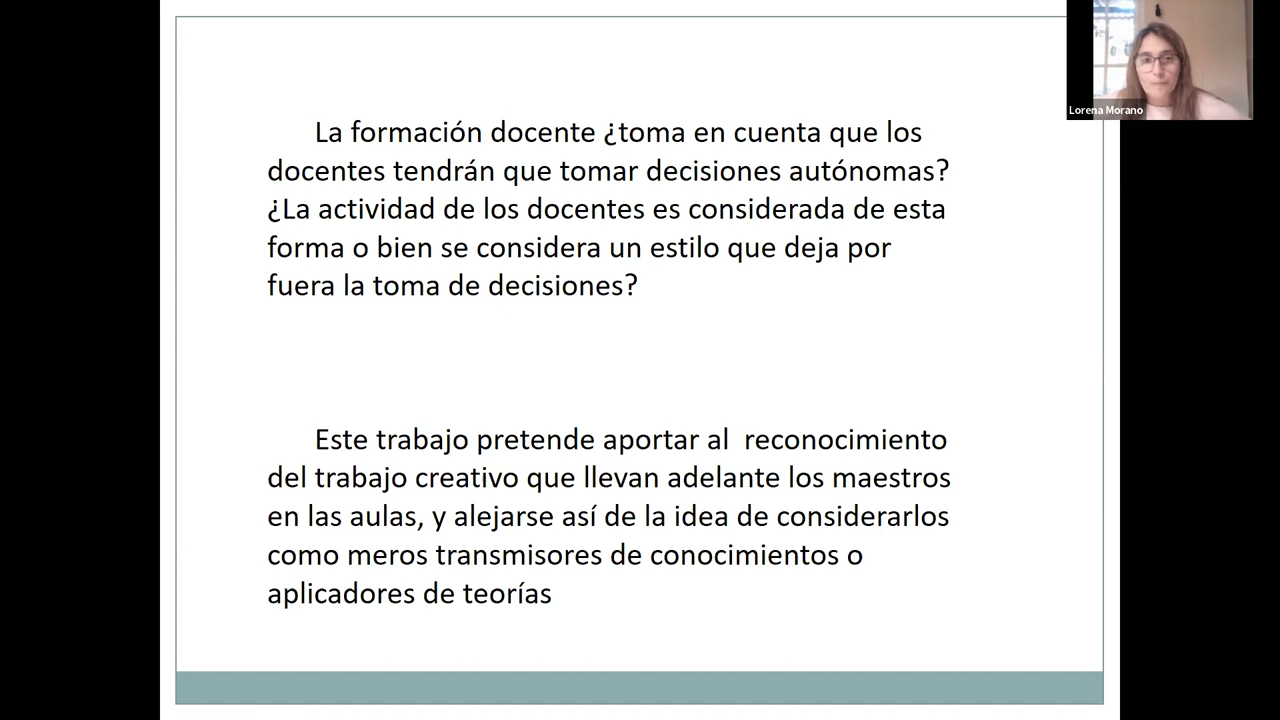 La formación docente ¿toma en cuenta que los
docentes tendrán que tomar decisiones autónomas?
¿La actividad de los docentes es considerada de esta
forma o bien se considera un estilo que deja por
fuera la toma de decisiones?
Este trabajo pretende aportar al  reconocimiento
del trabajo creativo que llevan adelante los maestros
en las aulas, y alejarse así de la idea de considerarlos
como meros transmisores de conocimientos o
aplicadores de teorías
Lorena Morano